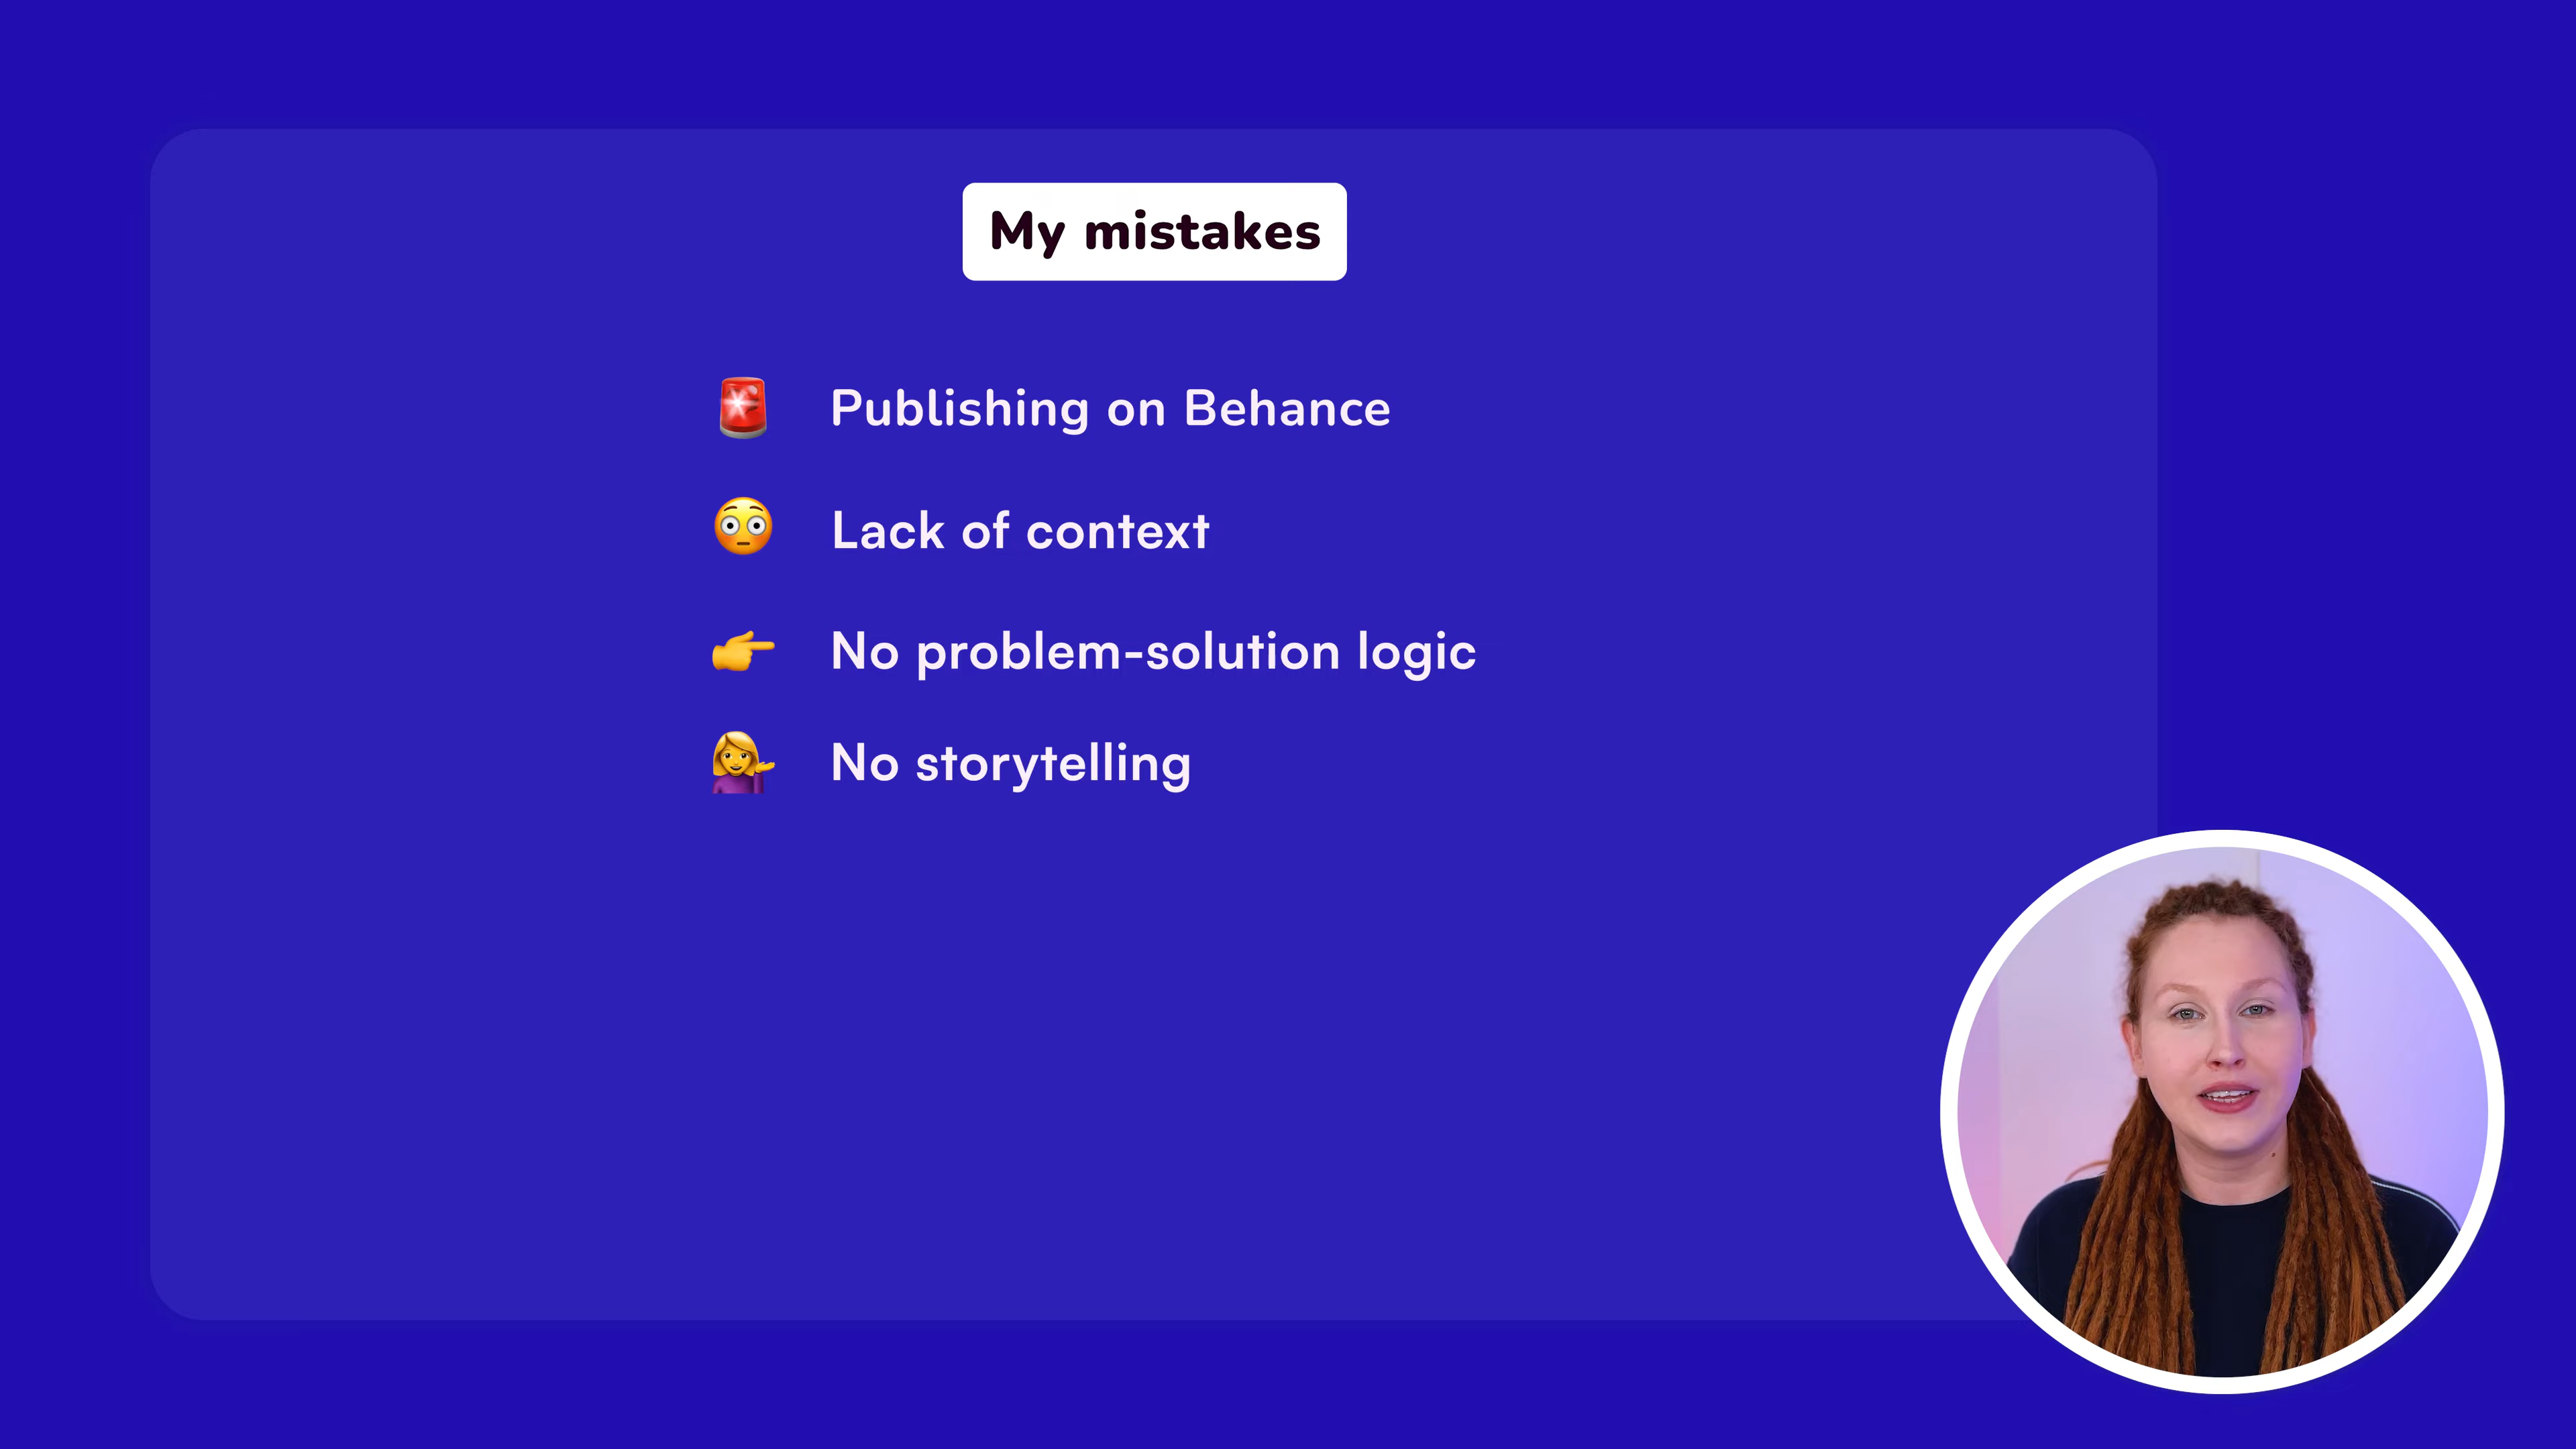 My mistakes
Publishing on Behance
Lack of context
No problem-solution logic
No storytelling